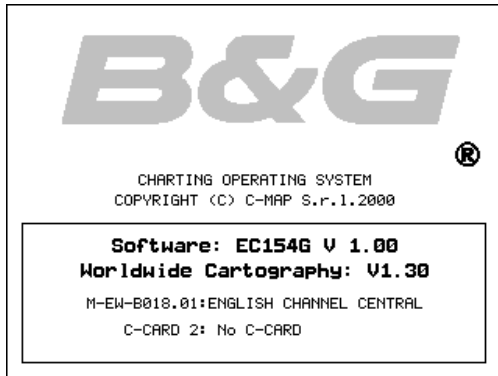 B&G
®
CHARTING OPERATING SYSTEM
COPYRIGHT (C) C-MAP S.r.l.2000
Software: EC154G V 1.00
Worldwide Cartography: V1.30
M-EW-B018.01:ENGLISH CHANNEL CENTRAL
C-CARD 2: No C-CARD